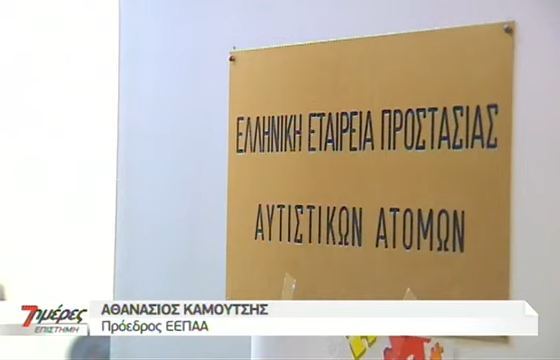 ΕΛΛΗΝΙΚΗ ΕΤΑΙΡΕΙΑ ΠΡΟΣΤΑΣΙΑΣ
ΑΥΤΙΣΤΙΚΩΝ ΑΤΟΜΩΝ
7ημέρες
ΕΠΙΣΤΗΜΗ
ΑΘΑΝΑΣΙΟΣ ΚΑΜΟΥΤΣΗΣ
Πρόεδρος ΕΕΠΑΑ